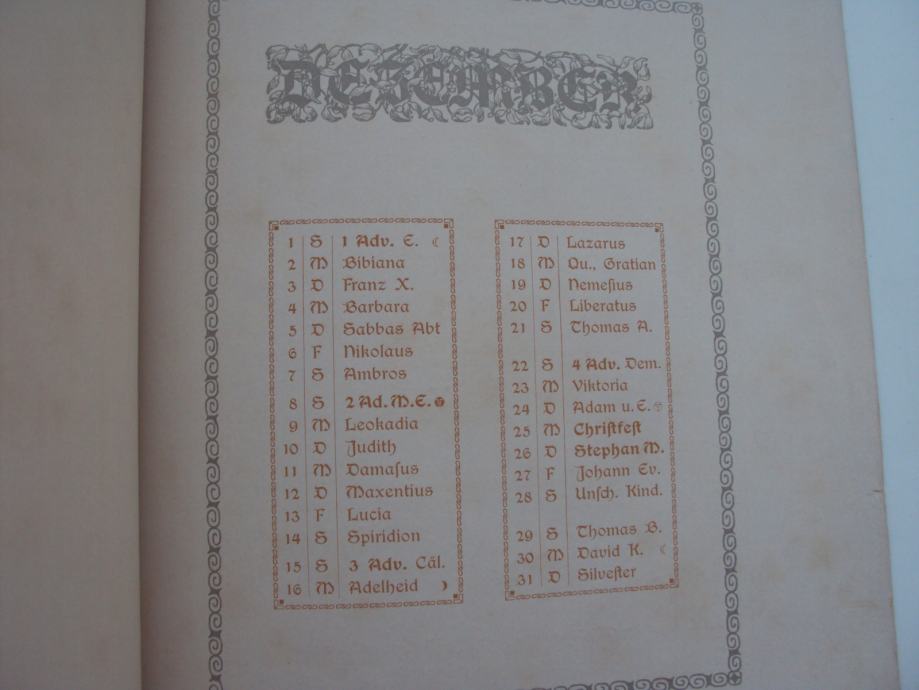 DEZEMBER
1 S 1 Adv. E. ☾
2 M Bibiana
3 D Franz X.
4 M Barbara
5 D Sabbas Abt
6 F Nikolaus
7 S Ambros
8 S 2 Ad. M.E.
9 M Leokadia
10 D Judith
11 M Damaſus
12 D Maxentius
13 F Lucia
14 S Spiridion
15 S 3 Adv. Cäl.
16 M Adelheid ☽
17 D Lazarus
18 M Qu., Gratian
19 D Nemeſius
20 F Liberatus
21 S Thomas A.
22 S 4 Adv. Dem.
23 M Viktoria
24 D Adam u. E.
25 M Chriſtfeſt
26 D Stephan M.
27 F Johann Ev.
28 S Unſch. Kind.
29 S Thomas B.
30 M David K. ☾
31 D Silveſter